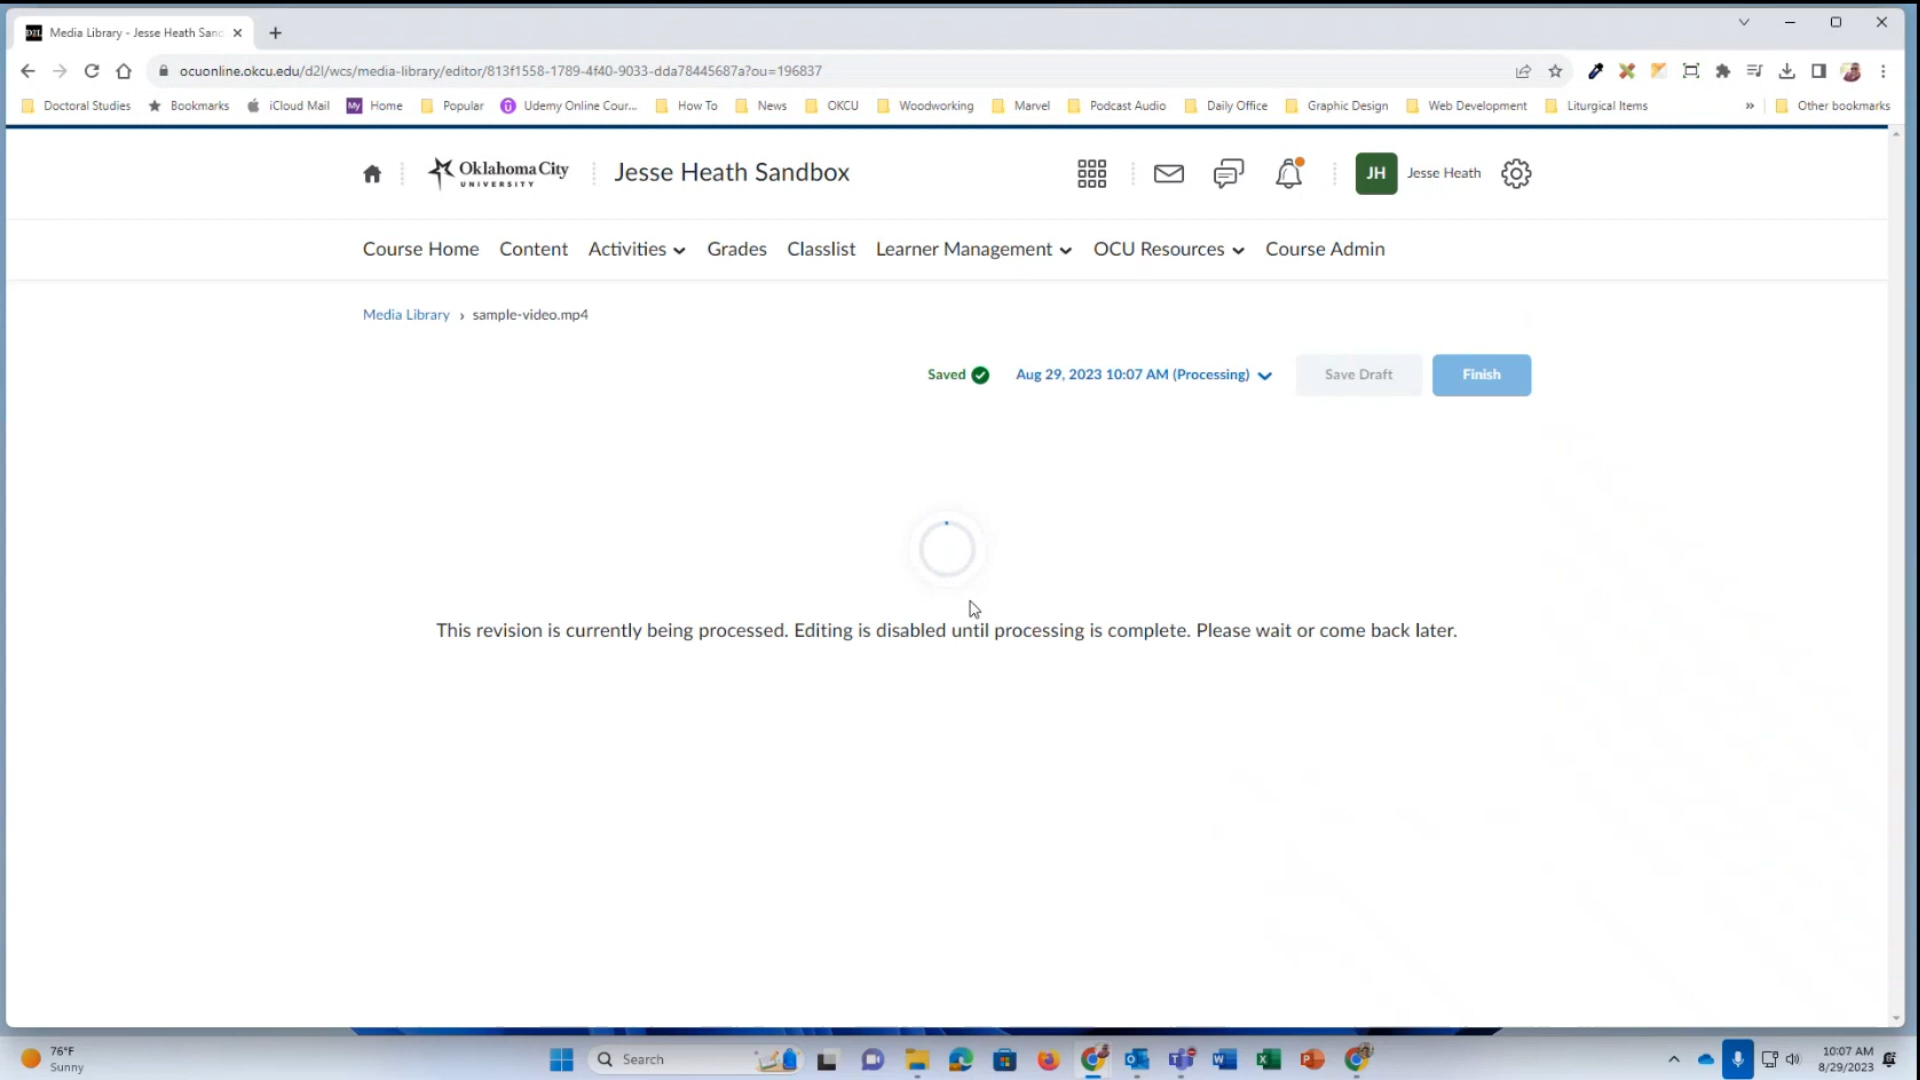 Media Library - Jesse Heath Sand
ocuonline.okcu.edu/d2l/wcs/media-library/editor/813f1558-1789-4f40-9033-dda78445687a?ou=196837
Doctoral Studies Bookmarks iCloud Mail My Home Popular Udemy Online Cour... How To News OKCU Woodworking Marvel Podcast Audio Daily Office Graphic Design Web Development Liturgical Items » Other bookmarks
Oklahoma City
UNIVERSITY
Jesse Heath Sandbox
JH Jesse Heath
Course Home Content Activities Grades Classlist Learner Management OCU Resources Course Admin
Media Library › sample-video.mp4
Saved Aug 29, 2023 10:07 AM (Processing) Save Draft Finish
This revision is currently being processed. Editing is disabled until processing is complete. Please wait or come back later.
76°F
Sunny
Search
10:07 AM
8/29/2023